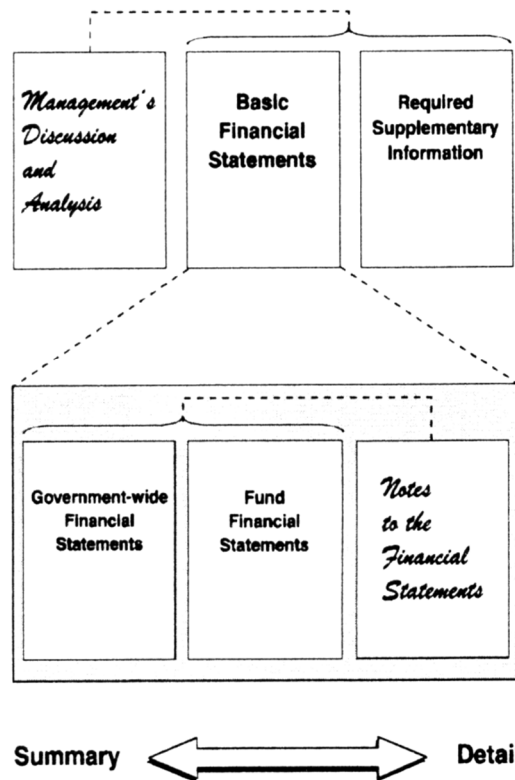 Management's
Discussion
and
Analysis
Basic
Financial
Statements
Required
Supplementary
Information
Government-wide
Financial
Statements
Fund
Financial
Statements
Notes
to the
Financial
Statements
Summary
Detai